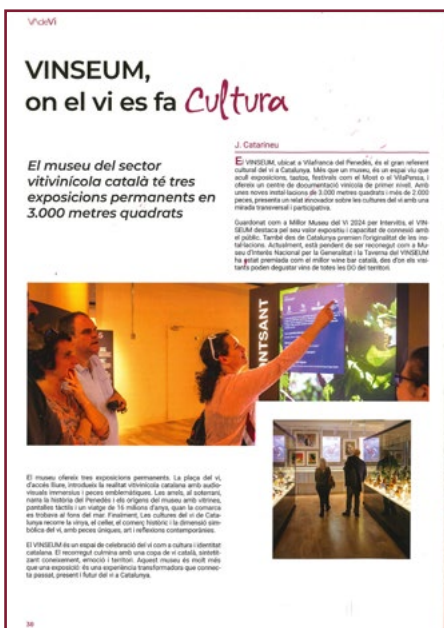 VadeVi
VINSEUM,
on el vi es fa Cultura
El museu del sector
vitivinícola català té tres
exposicions permanents en
3.000 metres quadrats
J. Catarineu
El VINSEUM, ubicat a Vilafranca del Penedès, és el gran referent
cultural del vi a Catalunya. Més que un museu, és un espai viu que
acull exposicions, tastos, festivals com el Most o el VilaPensa, i
ofereix un centre de documentació vinícola de primer nivell. Amb
unes noves instal·lacions de 3.000 metres quadrats i més de 2.000
peces, presenta un relat innovador sobre les cultures del vi amb una
mirada transversal i participativa.
Guardonat com a Millor Museu del Vi 2024 per Intervitis, el VIN-
SEUM destaca pel seu valor expositiu i capacitat de connexió amb
el públic. També des de Catalunya premien l'originalitat de les ins-
tal·lacions. Actualment, està pendent de ser reconegut com a Mu-
seu d'Interès Nacional per la Generalitat i la Taverna del VINSEUM
ha estat premiada com el millor wine bar català, des d'on els visi-
tants poden degustar vins de totes les DO del territori.
MONTSANT
El museu ofereix tres exposicions permanents. La plaça del vi,
d'accés lliure, introdueix la realitat vitivinícola catalana amb audio-
visuals immersius i peces emblemàtiques. Les arrels, al soterrani,
narra la història del Penedès i els orígens del museu amb vitrines,
pantalles tàctils i un viatge de 16 milions d'anys, quan la comarca
es trobava al fons del mar. Finalment, Les cultures del vi de Cata-
lunya recorre la vinya, el celler, el comerç històric i la dimensió sim-
bòlica del vi, amb peces úniques, art i reflexions contemporànies.
El VINSEUM és un espai de celebració del vi com a cultura i identitat
catalana. El recorregut culmina amb una copa de vi català, sintetit-
zant coneixement, emoció i territori. Aquest museu és molt més
que una exposició: és una experiència transformadora que connec-
ta passat, present i futur del vi a Catalunya.
38